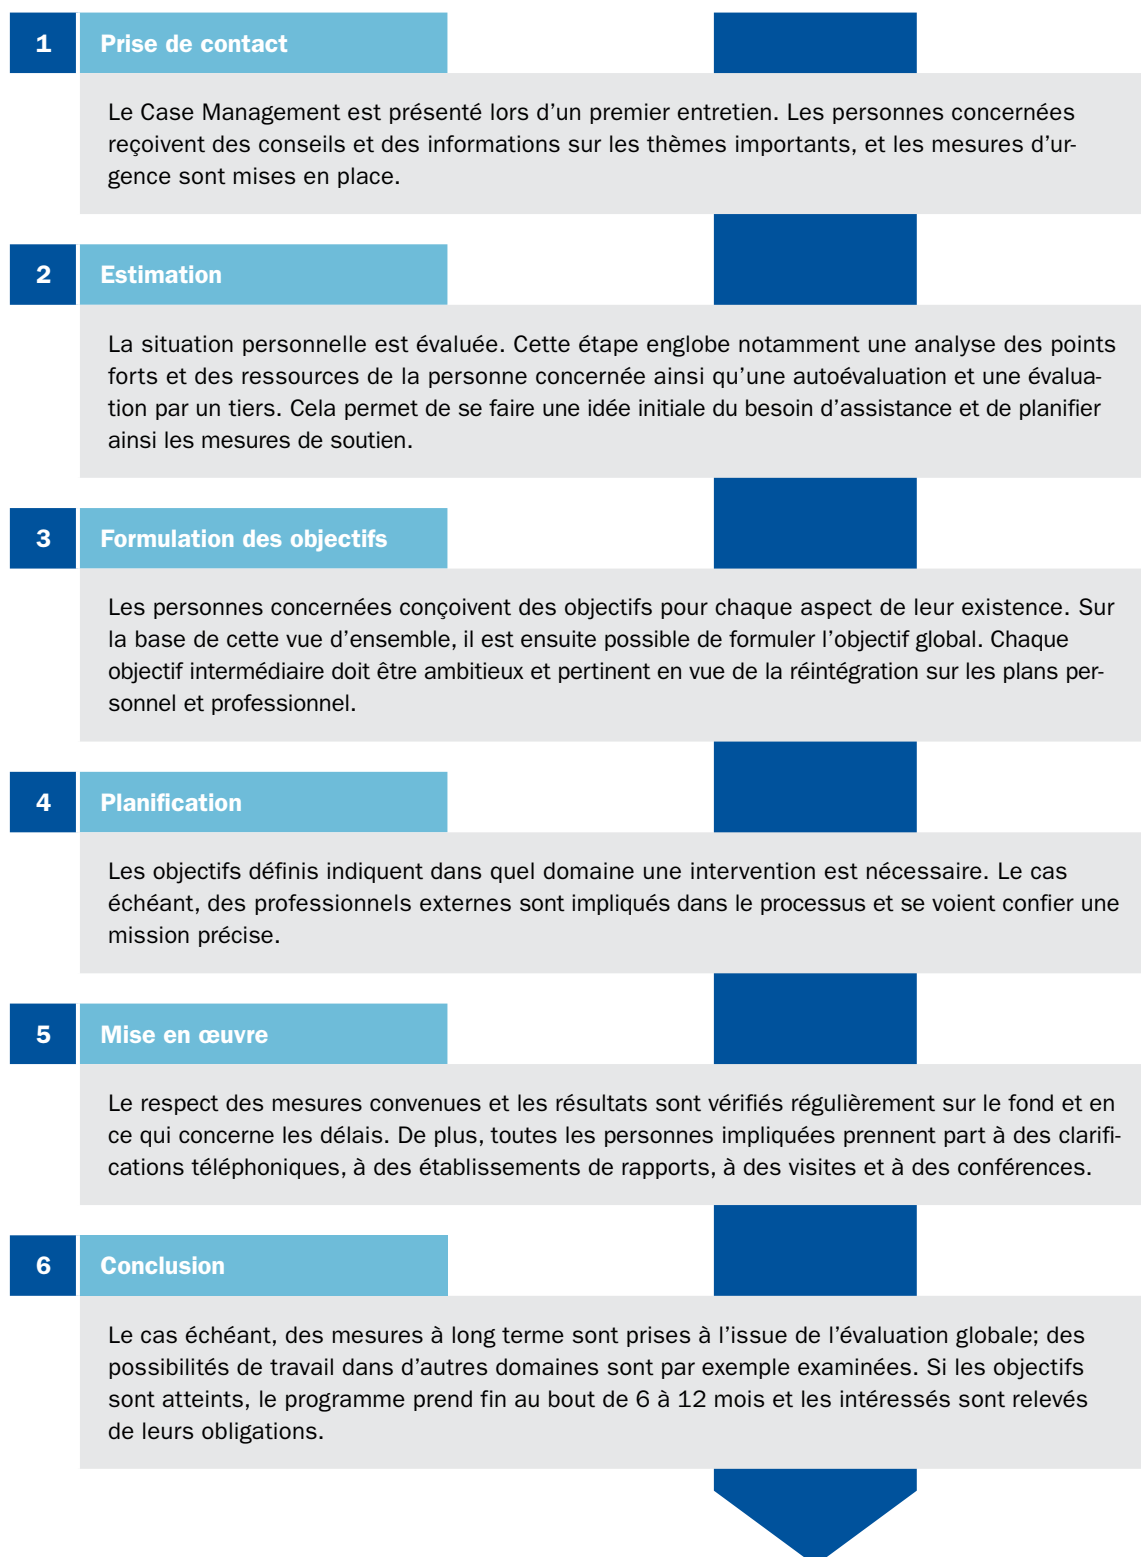 1 Prise de contact
Le Case Management est présenté lors d’un premier entretien. Les personnes concernées
reçoivent des conseils et des informations sur les thèmes importants, et les mesures d’ur-
gence sont mises en place.
2 Estimation
La situation personnelle est évaluée. Cette étape englobe notamment une analyse des points
forts et des ressources de la personne concernée ainsi qu’une autoévaluation et une évalua-
tion par un tiers. Cela permet de se faire une idée initiale du besoin d’assistance et de planifier
ainsi les mesures de soutien.
3 Formulation des objectifs
Les personnes concernées conçoivent des objectifs pour chaque aspect de leur existence. Sur
la base de cette vue d’ensemble, il est ensuite possible de formuler l’objectif global. Chaque
objectif intermédiaire doit être ambitieux et pertinent en vue de la réintégration sur les plans per-
sonnel et professionnel.
4 Planification
Les objectifs définis indiquent dans quel domaine une intervention est nécessaire. Le cas
échéant, des professionnels externes sont impliqués dans le processus et se voient confier une
mission précise.
5 Mise en œuvre
Le respect des mesures convenues et les résultats sont vérifiés régulièrement sur le fond et en
ce qui concerne les délais. De plus, toutes les personnes impliquées prennent part à des clarifi-
cations téléphoniques, à des établissements de rapports, à des visites et à des conférences.
6 Conclusion
Le cas échéant, des mesures à long terme sont prises à l’issue de l’évaluation globale; des
possibilités de travail dans d’autres domaines sont par exemple examinées. Si les objectifs
sont atteints, le programme prend fin au bout de 6 à 12 mois et les intéressés sont relevés
de leurs obligations.